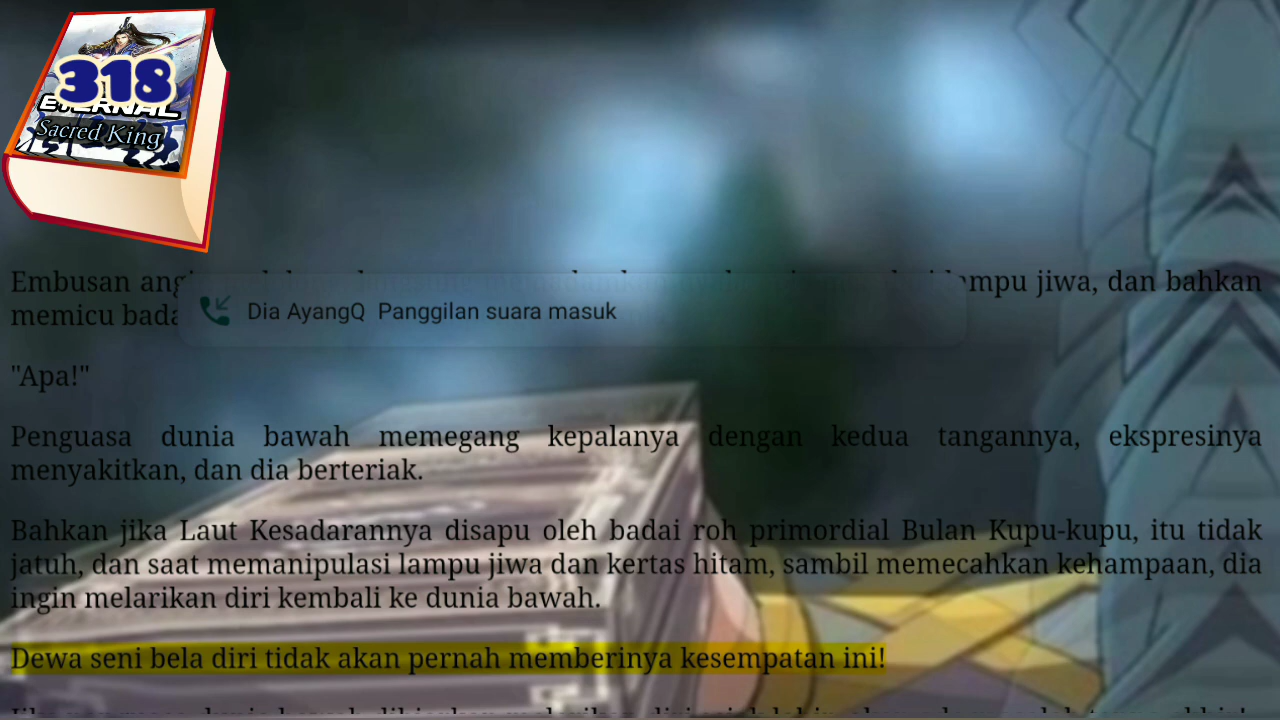 318
ETERNAL
Sacred King
Embusan ampu jiwa, dan bahkan
memicu
Dia AyangQ Panggilan suara masuk
"Apa!"
Penguasa dunia bawah memegang kepalanya dengan kedua tangannya, ekspresinya
menyakitkan, dan dia berteriak.
Bahkan jika Laut Kesadarannya disapu oleh badai roh primordial Bulan Kupu-kupu, itu tidak
jatuh, dan saat memanipulasi lampu jiwa dan kertas hitam, sambil memecahkan kehampaan, dia
ingin melarikan diri kembali ke dunia bawah.
Dewa seni bela diri tidak akan pernah memberinya kesempatan ini!